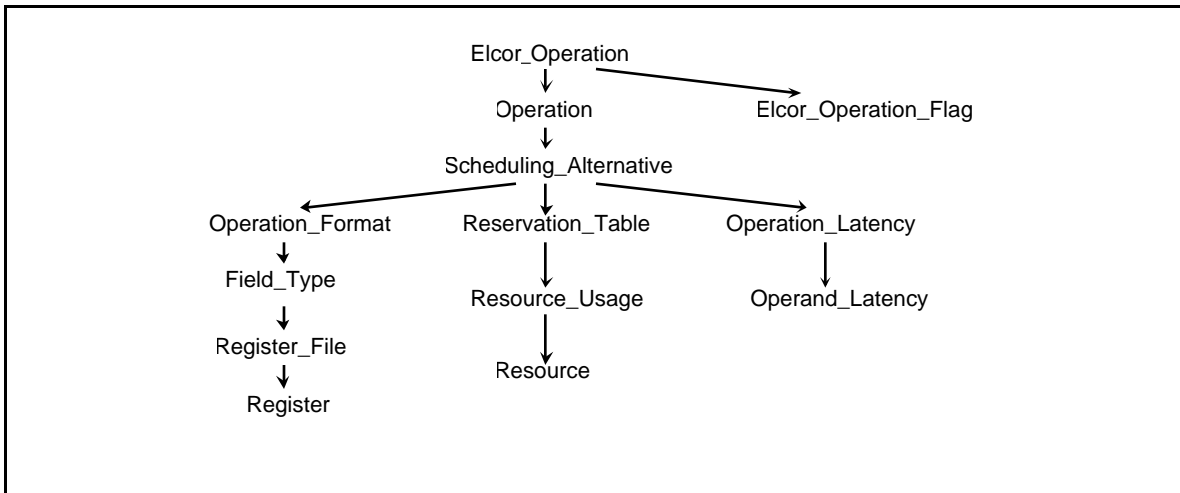 Elcor_Operation
Operation Elcor_Operation_Flag
Scheduling_Alternative
Operation_Format Reservation_Table Operation_Latency
Field_Type
Resource_Usage Operand_Latency
Register_File
Resource
Register